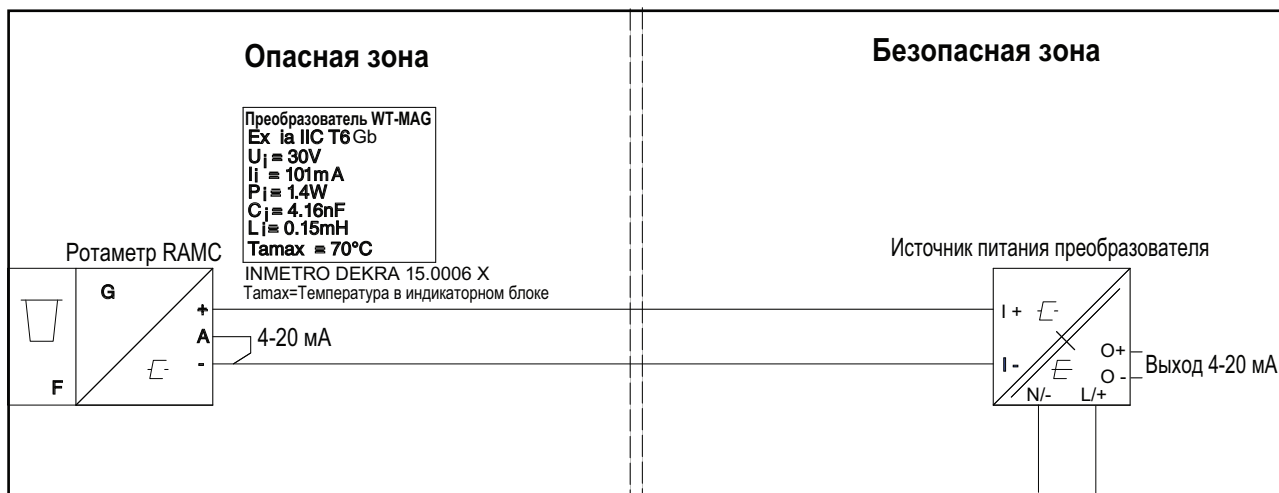 Опасная зона
Безопасная зона
Преобразователь WT-MAG
Ex ia IIC T6 Gb
Ui = 30V
Ii = 101mA
Pi = 1.4W
Ci = 4.16nF
Li = 0.15mH
Tamax = 70°C
INMETRO DEKRA 15.0006 X
Tamax=Температура в индикаторном блоке
Ротаметр RAMC
G
F
+
A
-
4-20 мА
Источник питания преобразователя
I +
I -
O+
O -
Выход 4-20 мА
N/-
L/+